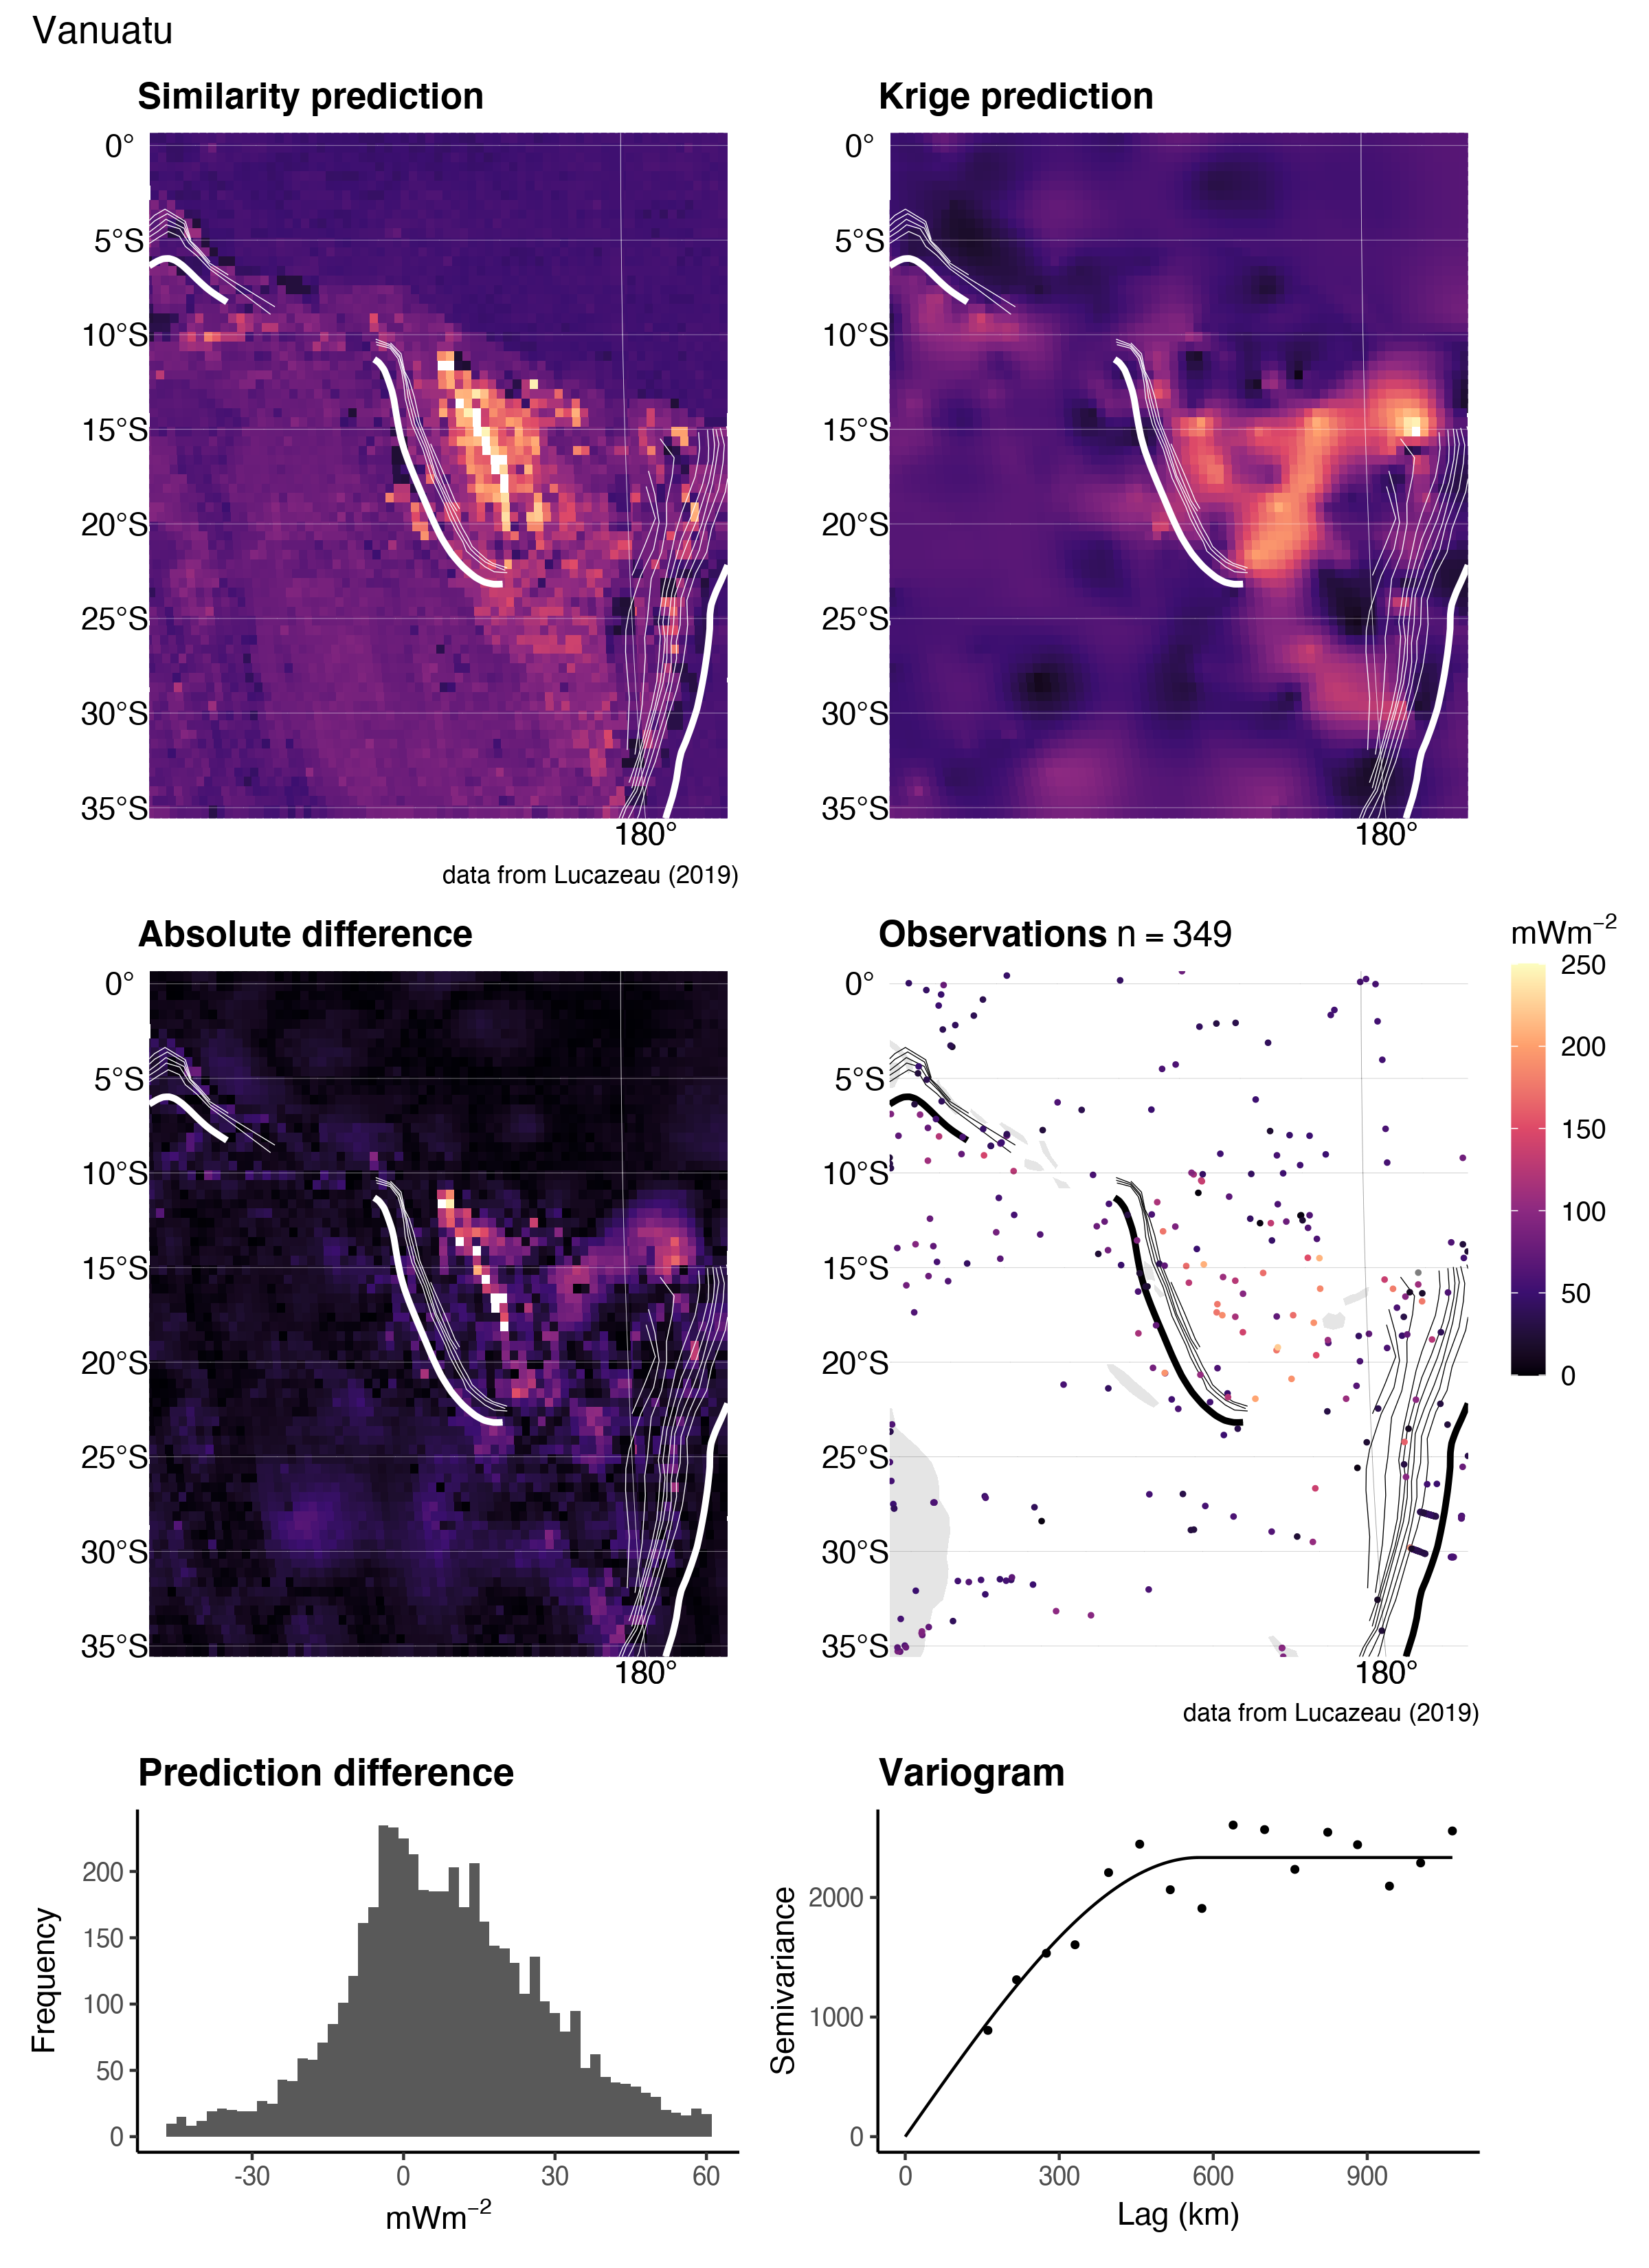 Vanuatu
Similarity prediction
0°
5°S
10°S
15°S
20°S
25°S
30°S
35°S
180°
data from Lucazeau (2019)
Krige prediction
0°
5°S
10°S
15°S
20°S
25°S
30°S
35°S
180°
Absolute difference
0°
5°S
10°S
15°S
20°S
25°S
30°S
35°S
180°
Observations n = 349
0°
5°S
10°S
15°S
20°S
25°S
30°S
35°S
180°
data from Lucazeau (2019)
mWm⁻²
250
200
150
100
50
0
Prediction difference
Frequency
200
150
100
50
0
-30 0 30 60
mWm⁻²
Variogram
Semivariance
2000
1000
0
0 300 600 900
Lag (km)